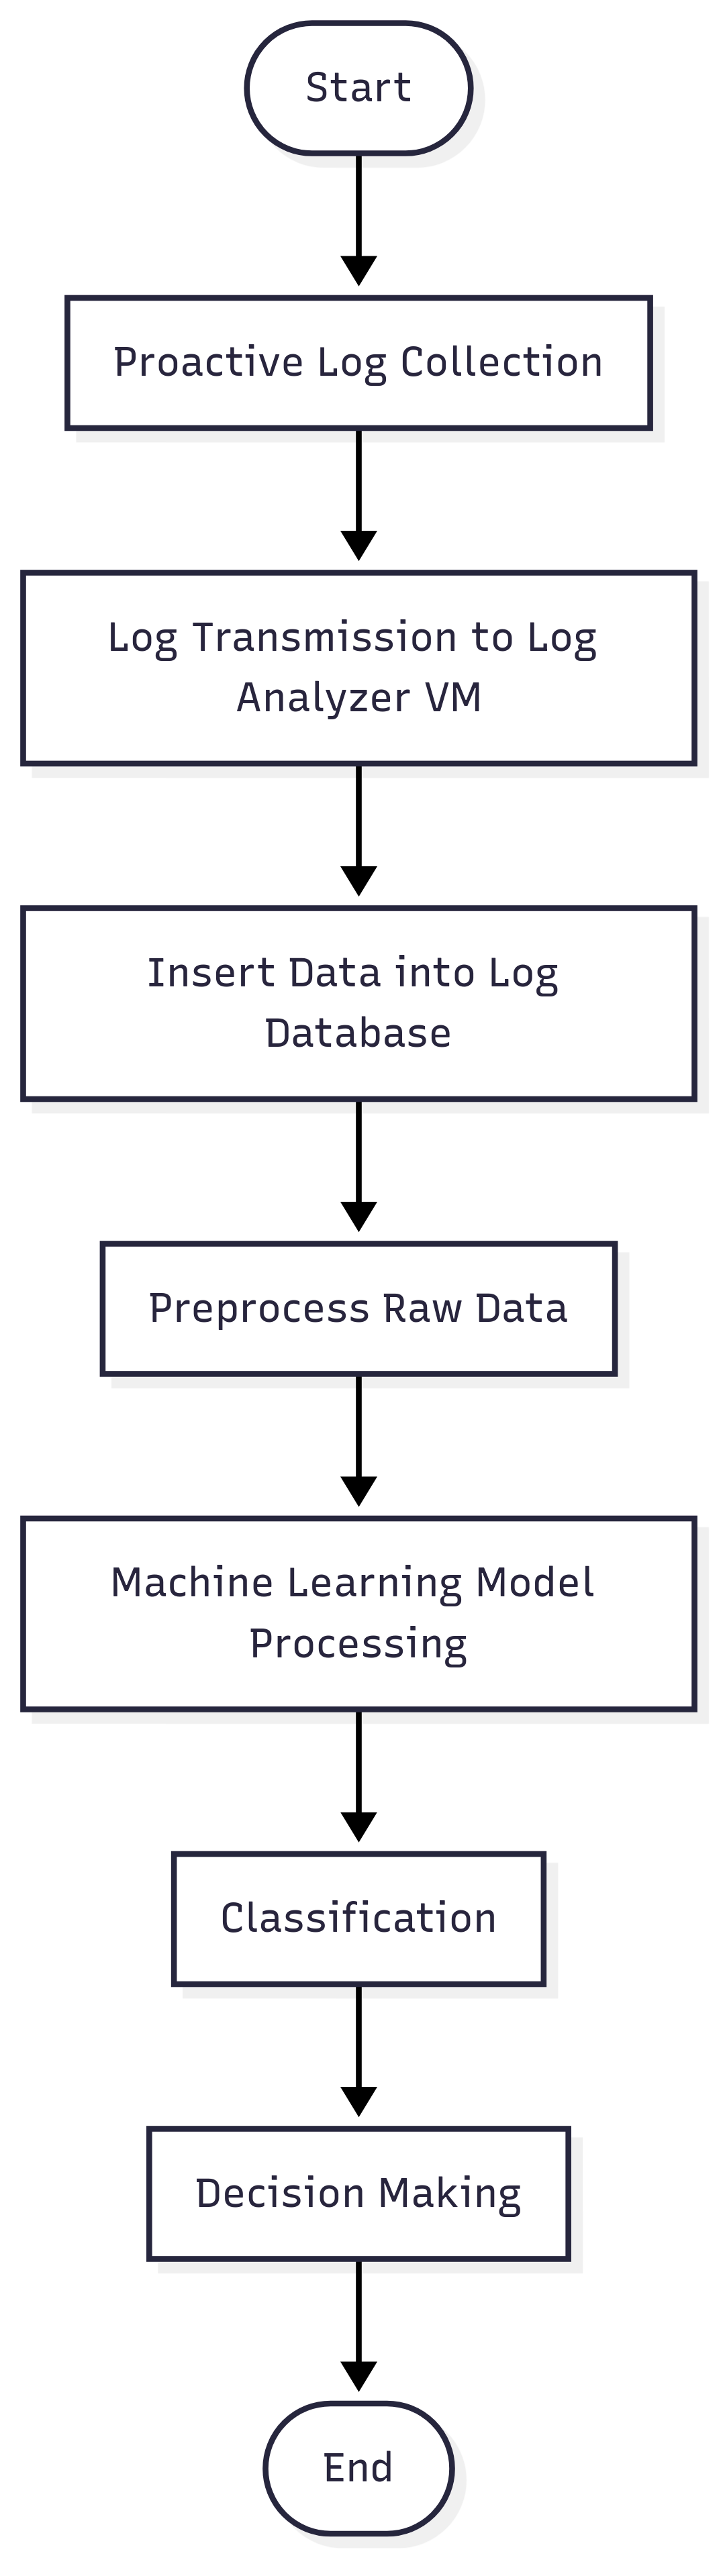 Start
Proactive Log Collection
Log Transmission to Log
Analyzer VM
Insert Data into Log
Database
Preprocess Raw Data
Machine Learning Model
Processing
Classification
Decision Making
End